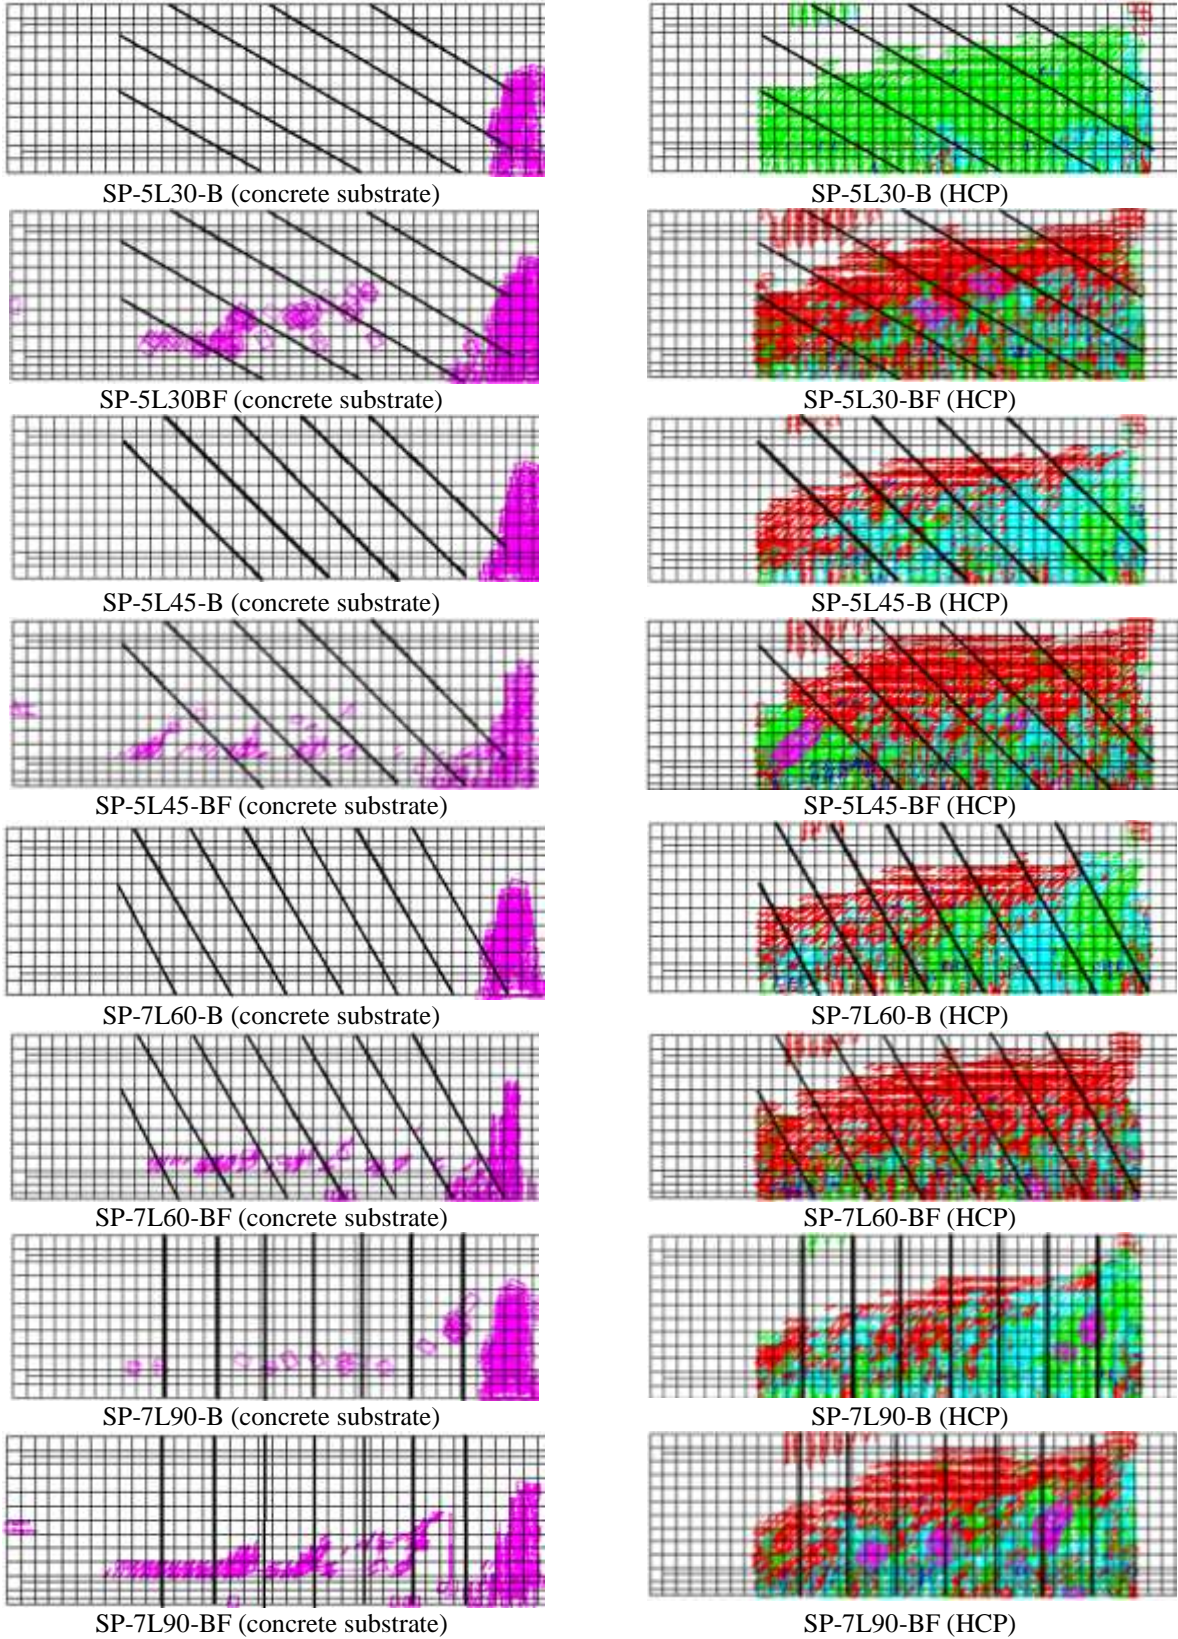 SP-5L30-B (concrete substrate)
SP-5L30-B (HCP)
SP-5L30BF (concrete substrate)
SP-5L30-BF (HCP)
SP-5L45-B (concrete substrate)
SP-5L45-B (HCP)
SP-5L45-BF (concrete substrate)
SP-5L45-BF (HCP)
SP-7L60-B (concrete substrate)
SP-7L60-B (HCP)
SP-7L60-BF (concrete substrate)
SP-7L60-BF (HCP)
SP-7L90-B (concrete substrate)
SP-7L90-B (HCP)
SP-7L90-BF (concrete substrate)
SP-7L90-BF (HCP)